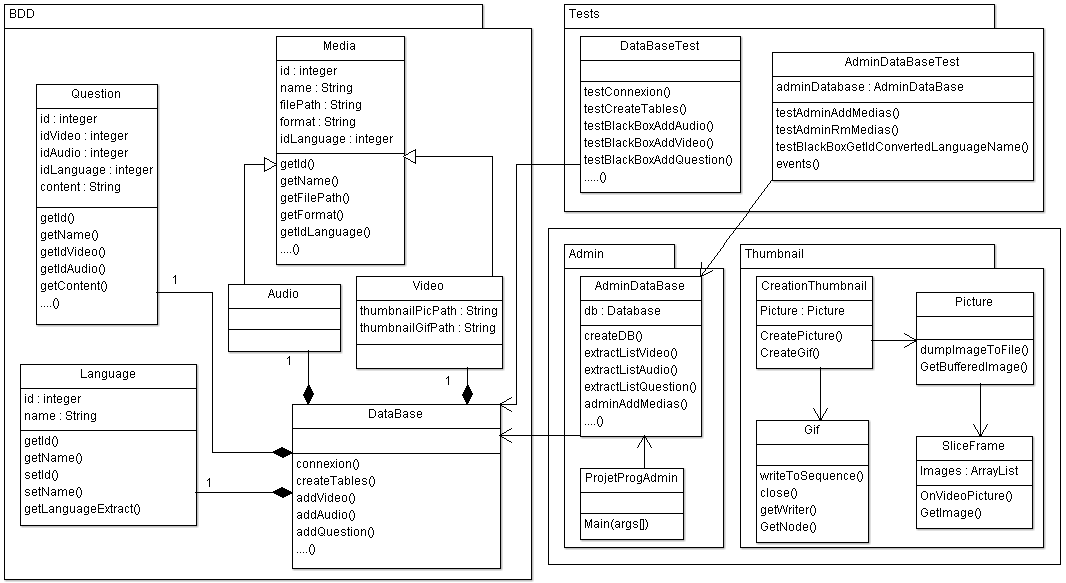 BDD
Media
id : integer
name : String
filePath : String
format : String
idLanguage : integer
getId()
getName()
getFilePath()
getFormat()
getIdLanguage()
....()
Question
id : integer
idVideo : integer
idAudio : integer
idLanguage : integer
content : String
getId()
getName()
getIdVideo()
getIdAudio()
getContent()
....()
1
Audio
1
Video
thumbnailPicPath : String
thumbnailGifPath : String
1
Language
id : integer
name : String
getId()
getName()
setId()
setName()
getLanguageExtract()
1
DataBase
connexion()
createTables()
addVideo()
addAudio()
addQuestion()
....()
Tests
DataBaseTest
testConnexion()
testCreateTables()
testBlackBoxAddAudio()
testBlackBoxAddVideo()
testBlackBoxAddQuestion()
.....()
AdminDataBaseTest
adminDatabase : AdminDataBase
testAdminAddMedias()
testAdminRmMedias()
testBlackBoxGetIdConvertedLanguageName()
events()
Admin
AdminDataBase
db : Database
createDB()
extractListVideo()
extractListAudio()
extractListQuestion()
adminAddMedias()
....()
ProjetProgAdmin
Main(args[])
Thumbnail
CreationThumbnail
Picture : Picture
CreatePicture()
CreateGif()
Picture
dumpImageToFile()
GetBufferedImage()
Gif
writeToSequence()
close()
getWriter()
GetNode()
SliceFrame
Images : ArrayList
OnVideoPicture()
GetImage()